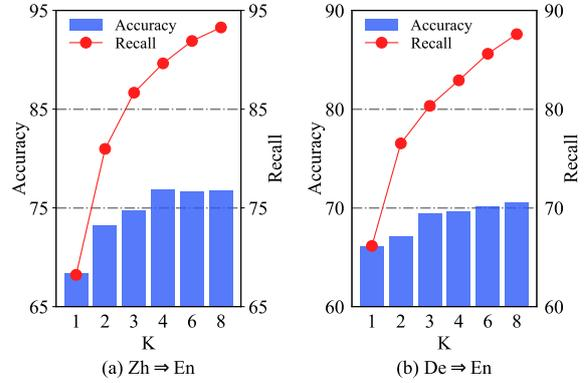 95
85
75
65
Accuracy
Accuracy
Recall
95
85
75
65
Recall
1 2 3 4 6 8
K
(a) Zh ⇒ En
90
80
70
60
Accuracy
Accuracy
Recall
90
80
70
60
Recall
1 2 3 4 6 8
K
(b) De ⇒ En